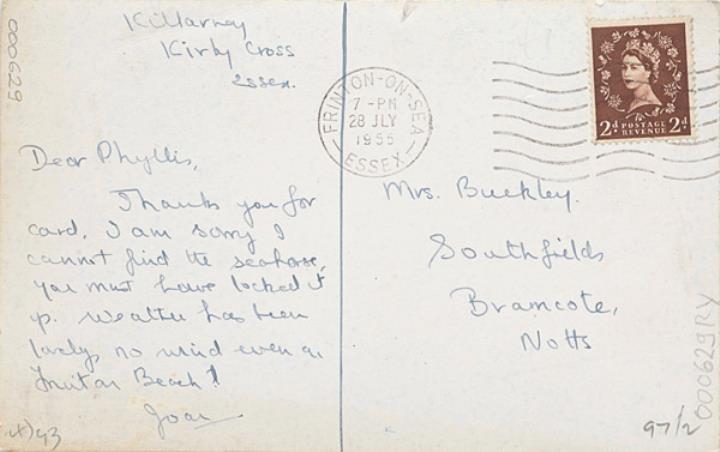 Killarney
Kirby Cross
Essex.
Dear Phyllis,
Thank you for
card. I am sorry I
cannot find the seahorse,
you must have locked it
up. Weather has been
lovely, no wind even on
Frinton Beach!
Joan
000629
FRINTON-ON-SEA
7-PM
28 JLY
1955
ESSEX
2d POSTAGE REVENUE 2d
Mrs. Buckley.
Southfields
Bramcote,
Notts
000629RY
97/2